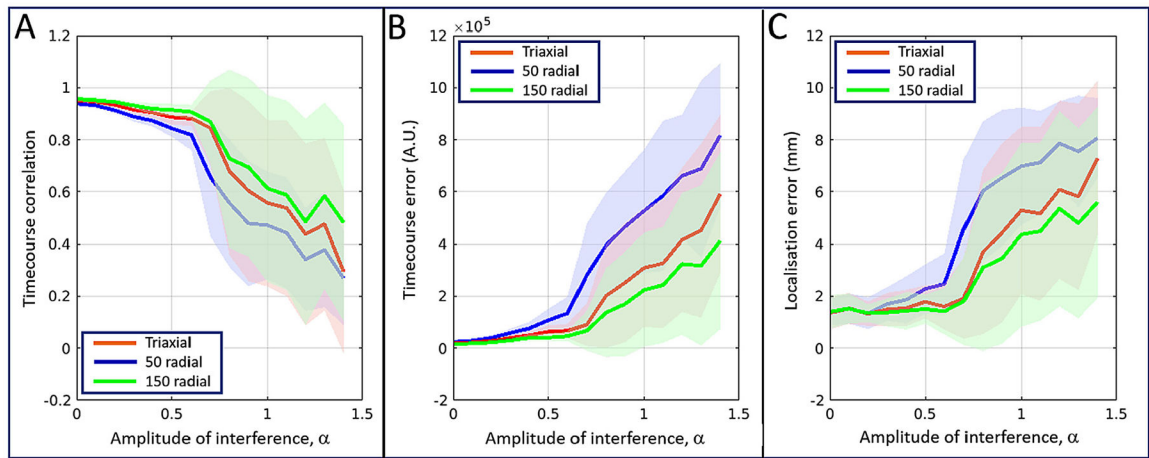 A
1.2
1
0.8
0.6
0.4
0.2
0
-0.2
0
0.5
1
1.5
Timecourse correlation
Amplitude of interference, α
Triaxial
50 radial
150 radial
B
×10⁵
12
10
8
6
4
2
0
-2
0
0.5
1
1.5
Timecourse error (A.U.)
Amplitude of interference, α
Triaxial
50 radial
150 radial
C
12
10
8
6
4
2
0
-2
0
0.5
1
1.5
Localisation error (mm)
Amplitude of interference, α
Triaxial
50 radial
150 radial